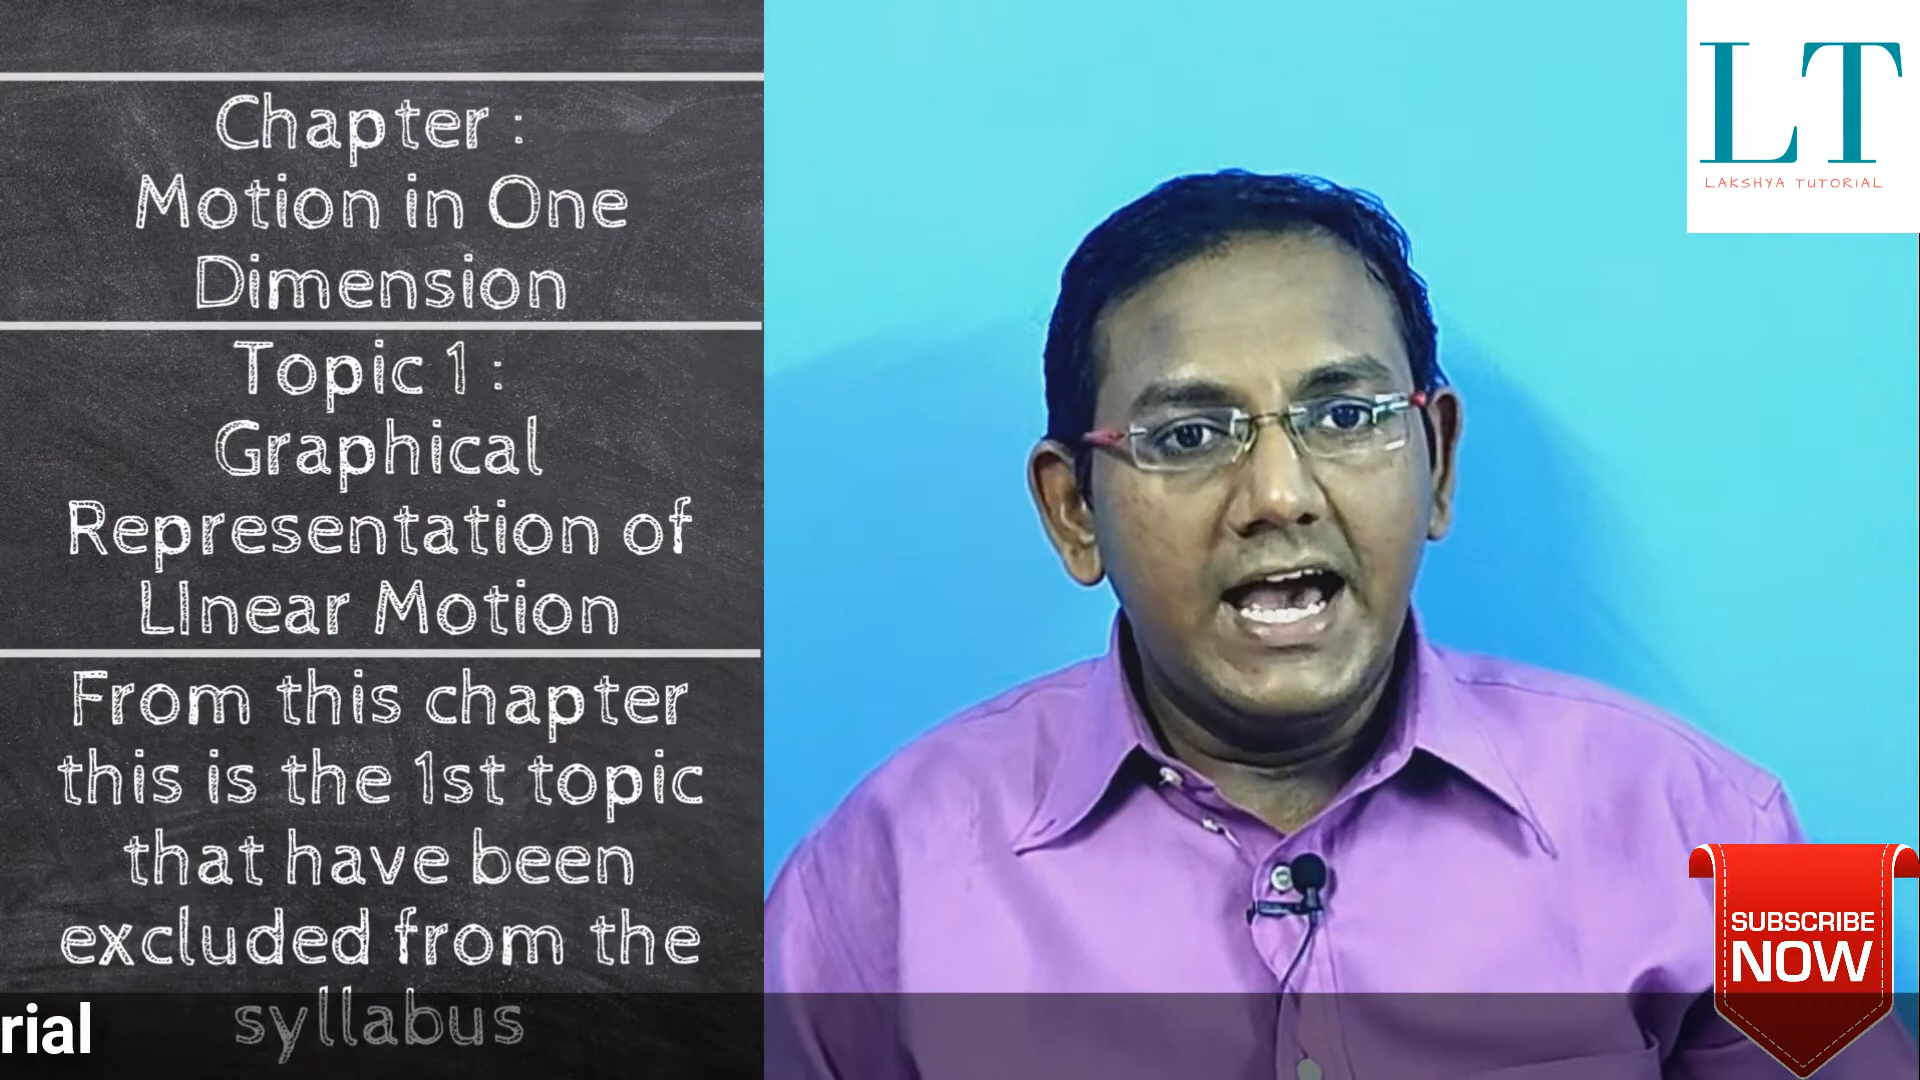 Chapter :
Motion in One
Dimension
Topic 1 :
Graphical
Representation of
LInear Motion
From this chapter
this is the 1st topic
that have been
excluded from the
syllabus
rial
LT
LAKSHYA TUTORIAL
SUBSCRIBE
NOW